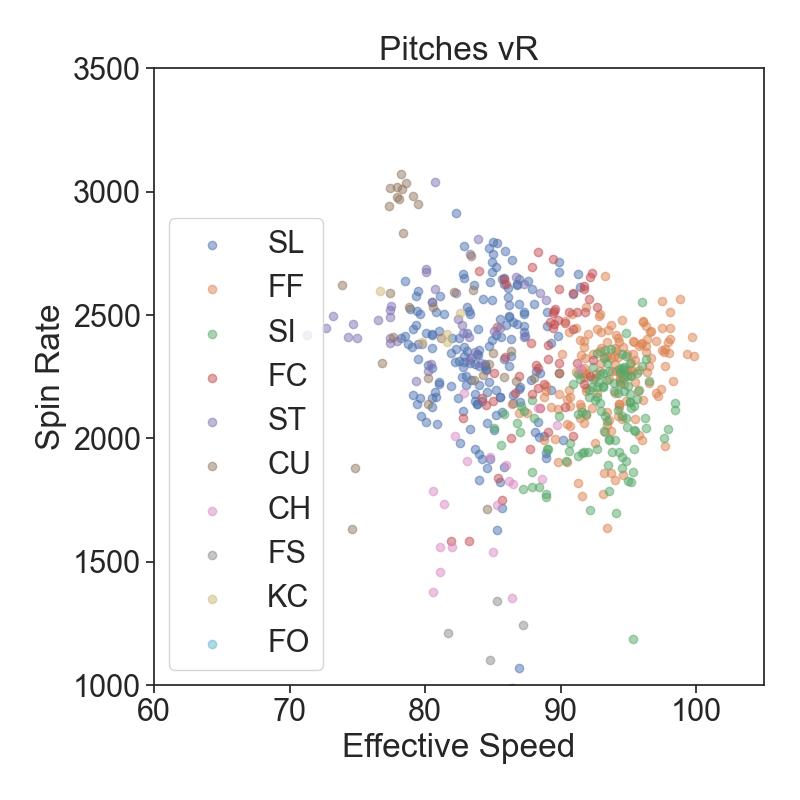 Pitches vR
3500
3000
2500
2000
1500
1000
Spin Rate
SL
FF
SI
FC
ST
CU
CH
FS
KC
FO
60 70 80 90 100
Effective Speed